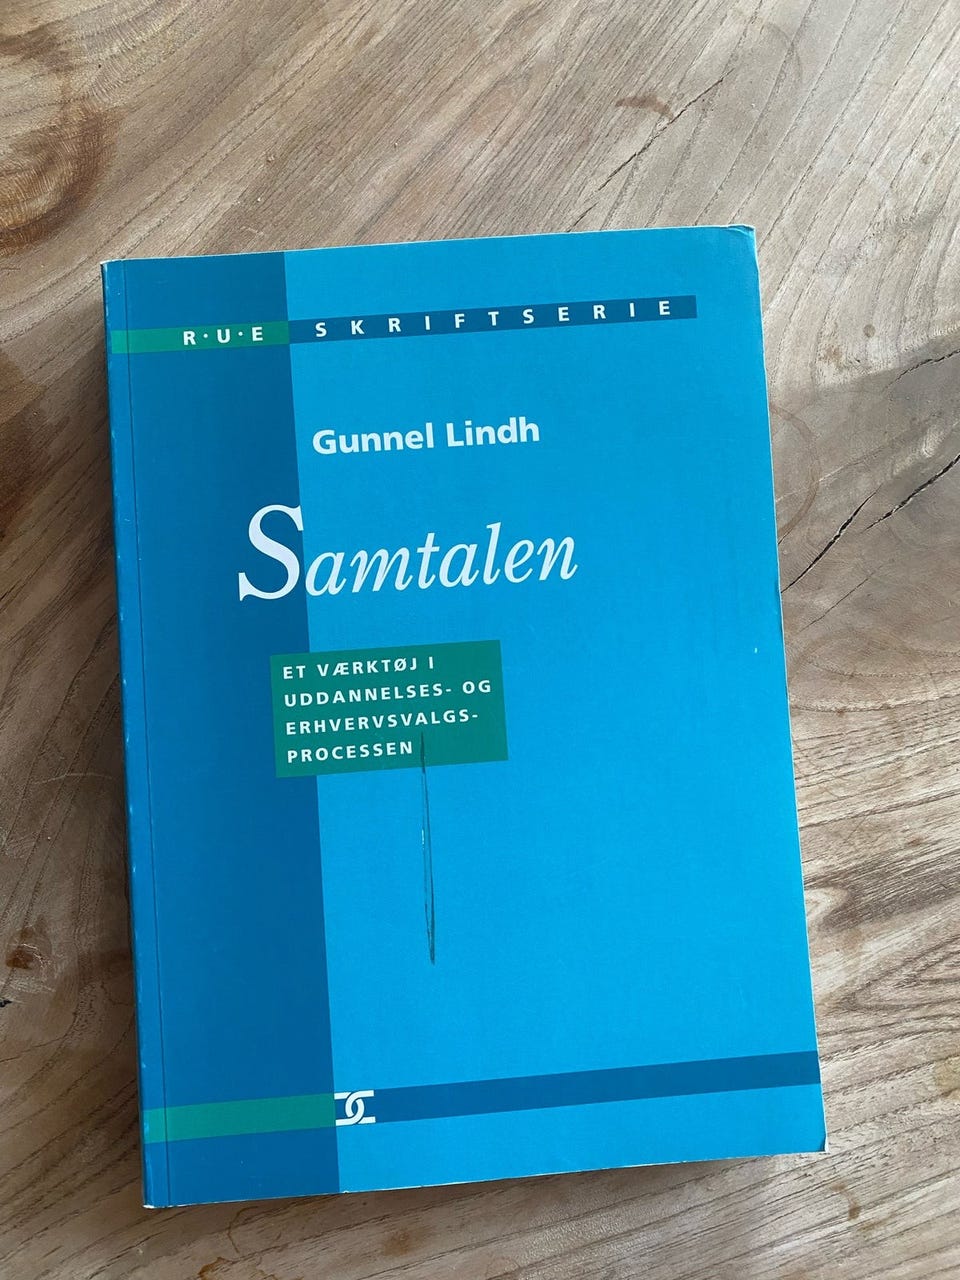 R·U·E SKRIFTSERIE
Gunnel Lindh
Samtalen
ET VÆRKTØJ I
UDDANNELSES- OG
ERHVERVSVALGS-
PROCESSEN